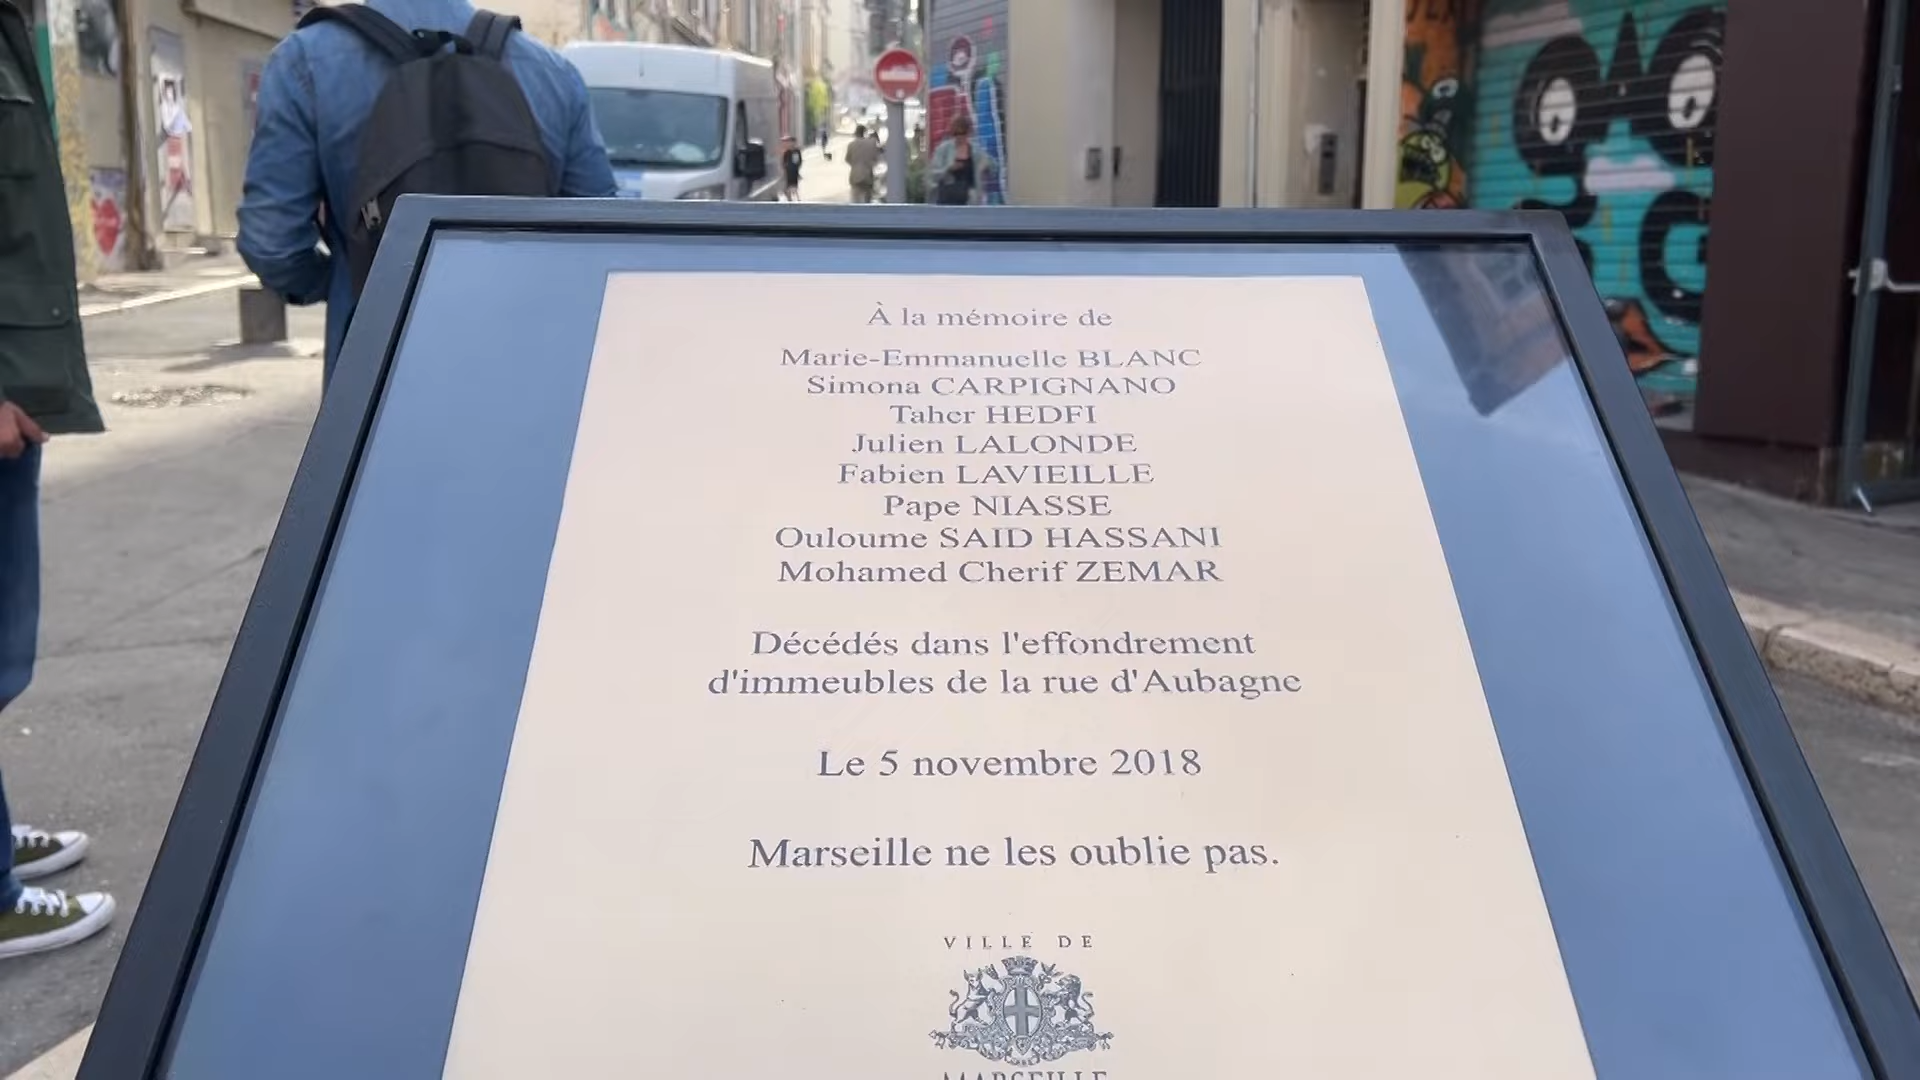 À la mémoire de
Marie-Emmanuelle BLANC
Simona CARPIGNANO
Taher HEDFI
Julien LALONDE
Fabien LAVIEILLE
Pape NIASSE
Ouloume SAID HASSANI
Mohamed Cherif ZEMAR
Décédés dans l'effondrement
d'immeubles de la rue d'Aubagne
Le 5 novembre 2018
Marseille ne les oublie pas.
VILLE DE
MARSEILLE